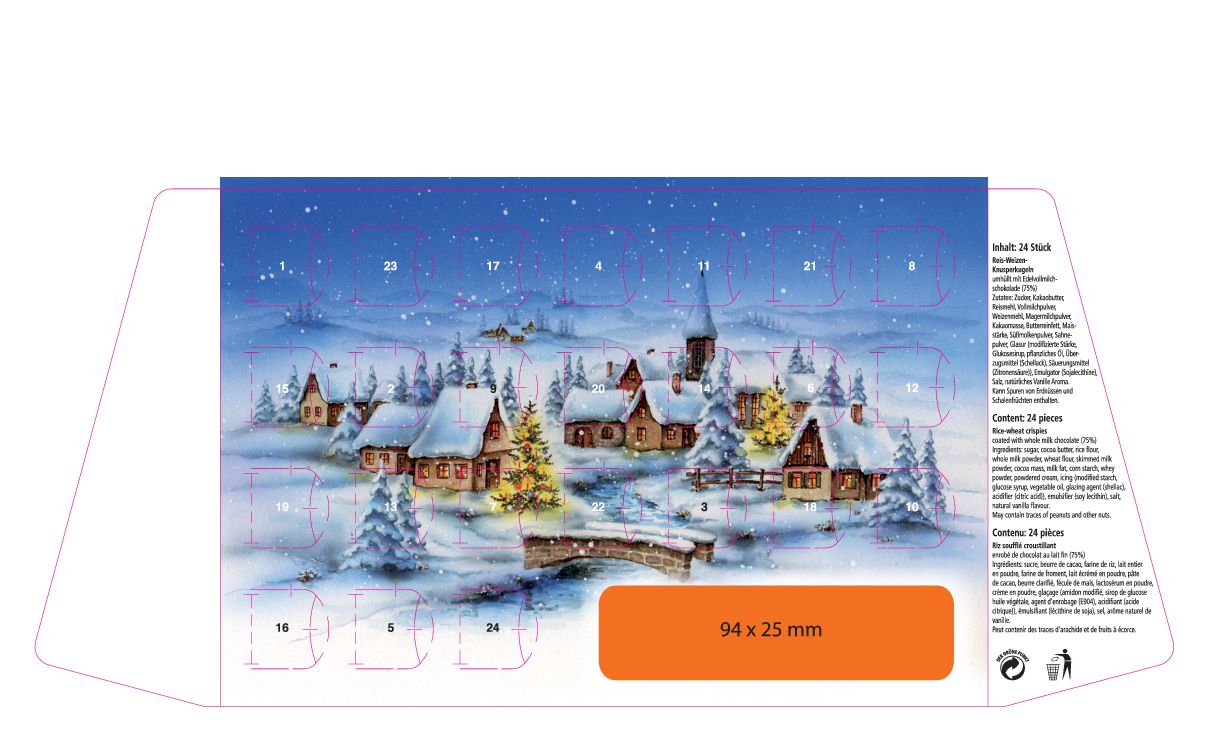 1 23 17 4 11 21 8
15 2 9 20 14 6 12
19 13 7 22 3 18 10
16 5 24
94 x 25 mm
Inhalt: 24 Stück
Reis-Weizen-
Knusperkugeln
umhüllt mit Edelvollmilch-
schokolade (75%)
Zutaten: Zucker, Kakaobutter,
Reismehl, Vollmilchpulver,
Weizenmehl, Magermilchpulver,
Kakaomasse, Butterreinfett, Mais-
stärke, Süßmolkenpulver, Sahne-
pulver, Glasur (modifizierte Stärke,
Glukosesirup, pflanzliches Öl, Über-
zugsmittel (Schellack), Säuerungsmittel
(Zitronensäure)), Emulgator (Sojalecithine),
Salz, natürliches Vanille Aroma.
Kann Spuren von Erdnüssen und
Schalenfrüchten enthalten.
Content: 24 pieces
Rice-wheat crispies
coated with whole milk chocolate (75%)
Ingredients: sugar, cocoa butter, rice flour,
whole milk powder, wheat flour, skimmed milk
powder, cocoa mass, milk fat, corn starch, whey
powder, powdered cream, icing (modified starch,
glucose syrup, vegetable oil, glazing agent (shellac),
acidifier (citric acid)), emulsifier (soy lecithin), salt,
natural vanilla flavour.
May contain traces of peanuts and other nuts.
Contenu: 24 pièces
Riz soufflé croustillant
enrobé de chocolat au lait fin (75%)
Ingrédients: sucre, beurre de cacao, farine de riz, lait entier
en poudre, farine de froment, lait écrémé en poudre, pâte
de cacao, beurre clarifié, fécule de maïs, lactosérum en poudre,
crème en poudre, glaçage (amidon modifié, sirop de glucose
huile végétale, agent d'enrobage (E904), acidifiant (acide
citrique)), émulsifiant (lécithine de soja), sel, arôme naturel de
vanille.
Peut contenir des traces d'arachide et de fruits à écorce.
DER GRÜNE PUNKT